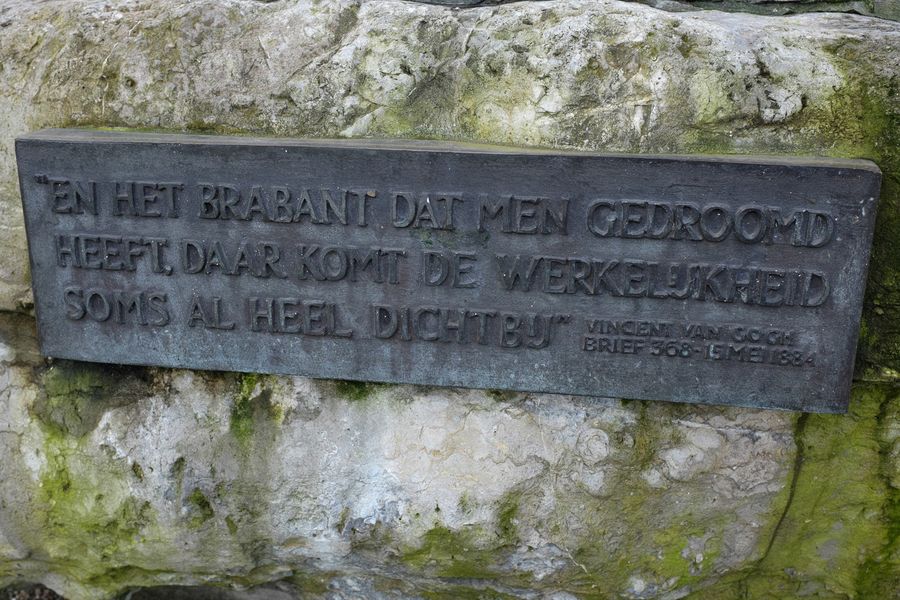 "EN HET BRABANT DAT MEN GEDROOMD
HEEFT, DAAR KOMT DE WERKELIJKHEID
SOMS AL HEEL DICHTBIJ"
VINCENT VAN GOGH
BRIEF 368-15 MEI 1884